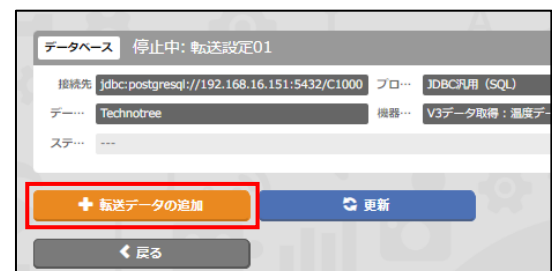 データベース 停止中: 転送設定01
接続先 jdbc:postgresql://192.168.16.151:5432/C1000 プロ… JDBC汎用（SQL）
デー… Technotree 機器… V3データ取得：温度デー
ステ… ---
転送データの追加 更新
戻る